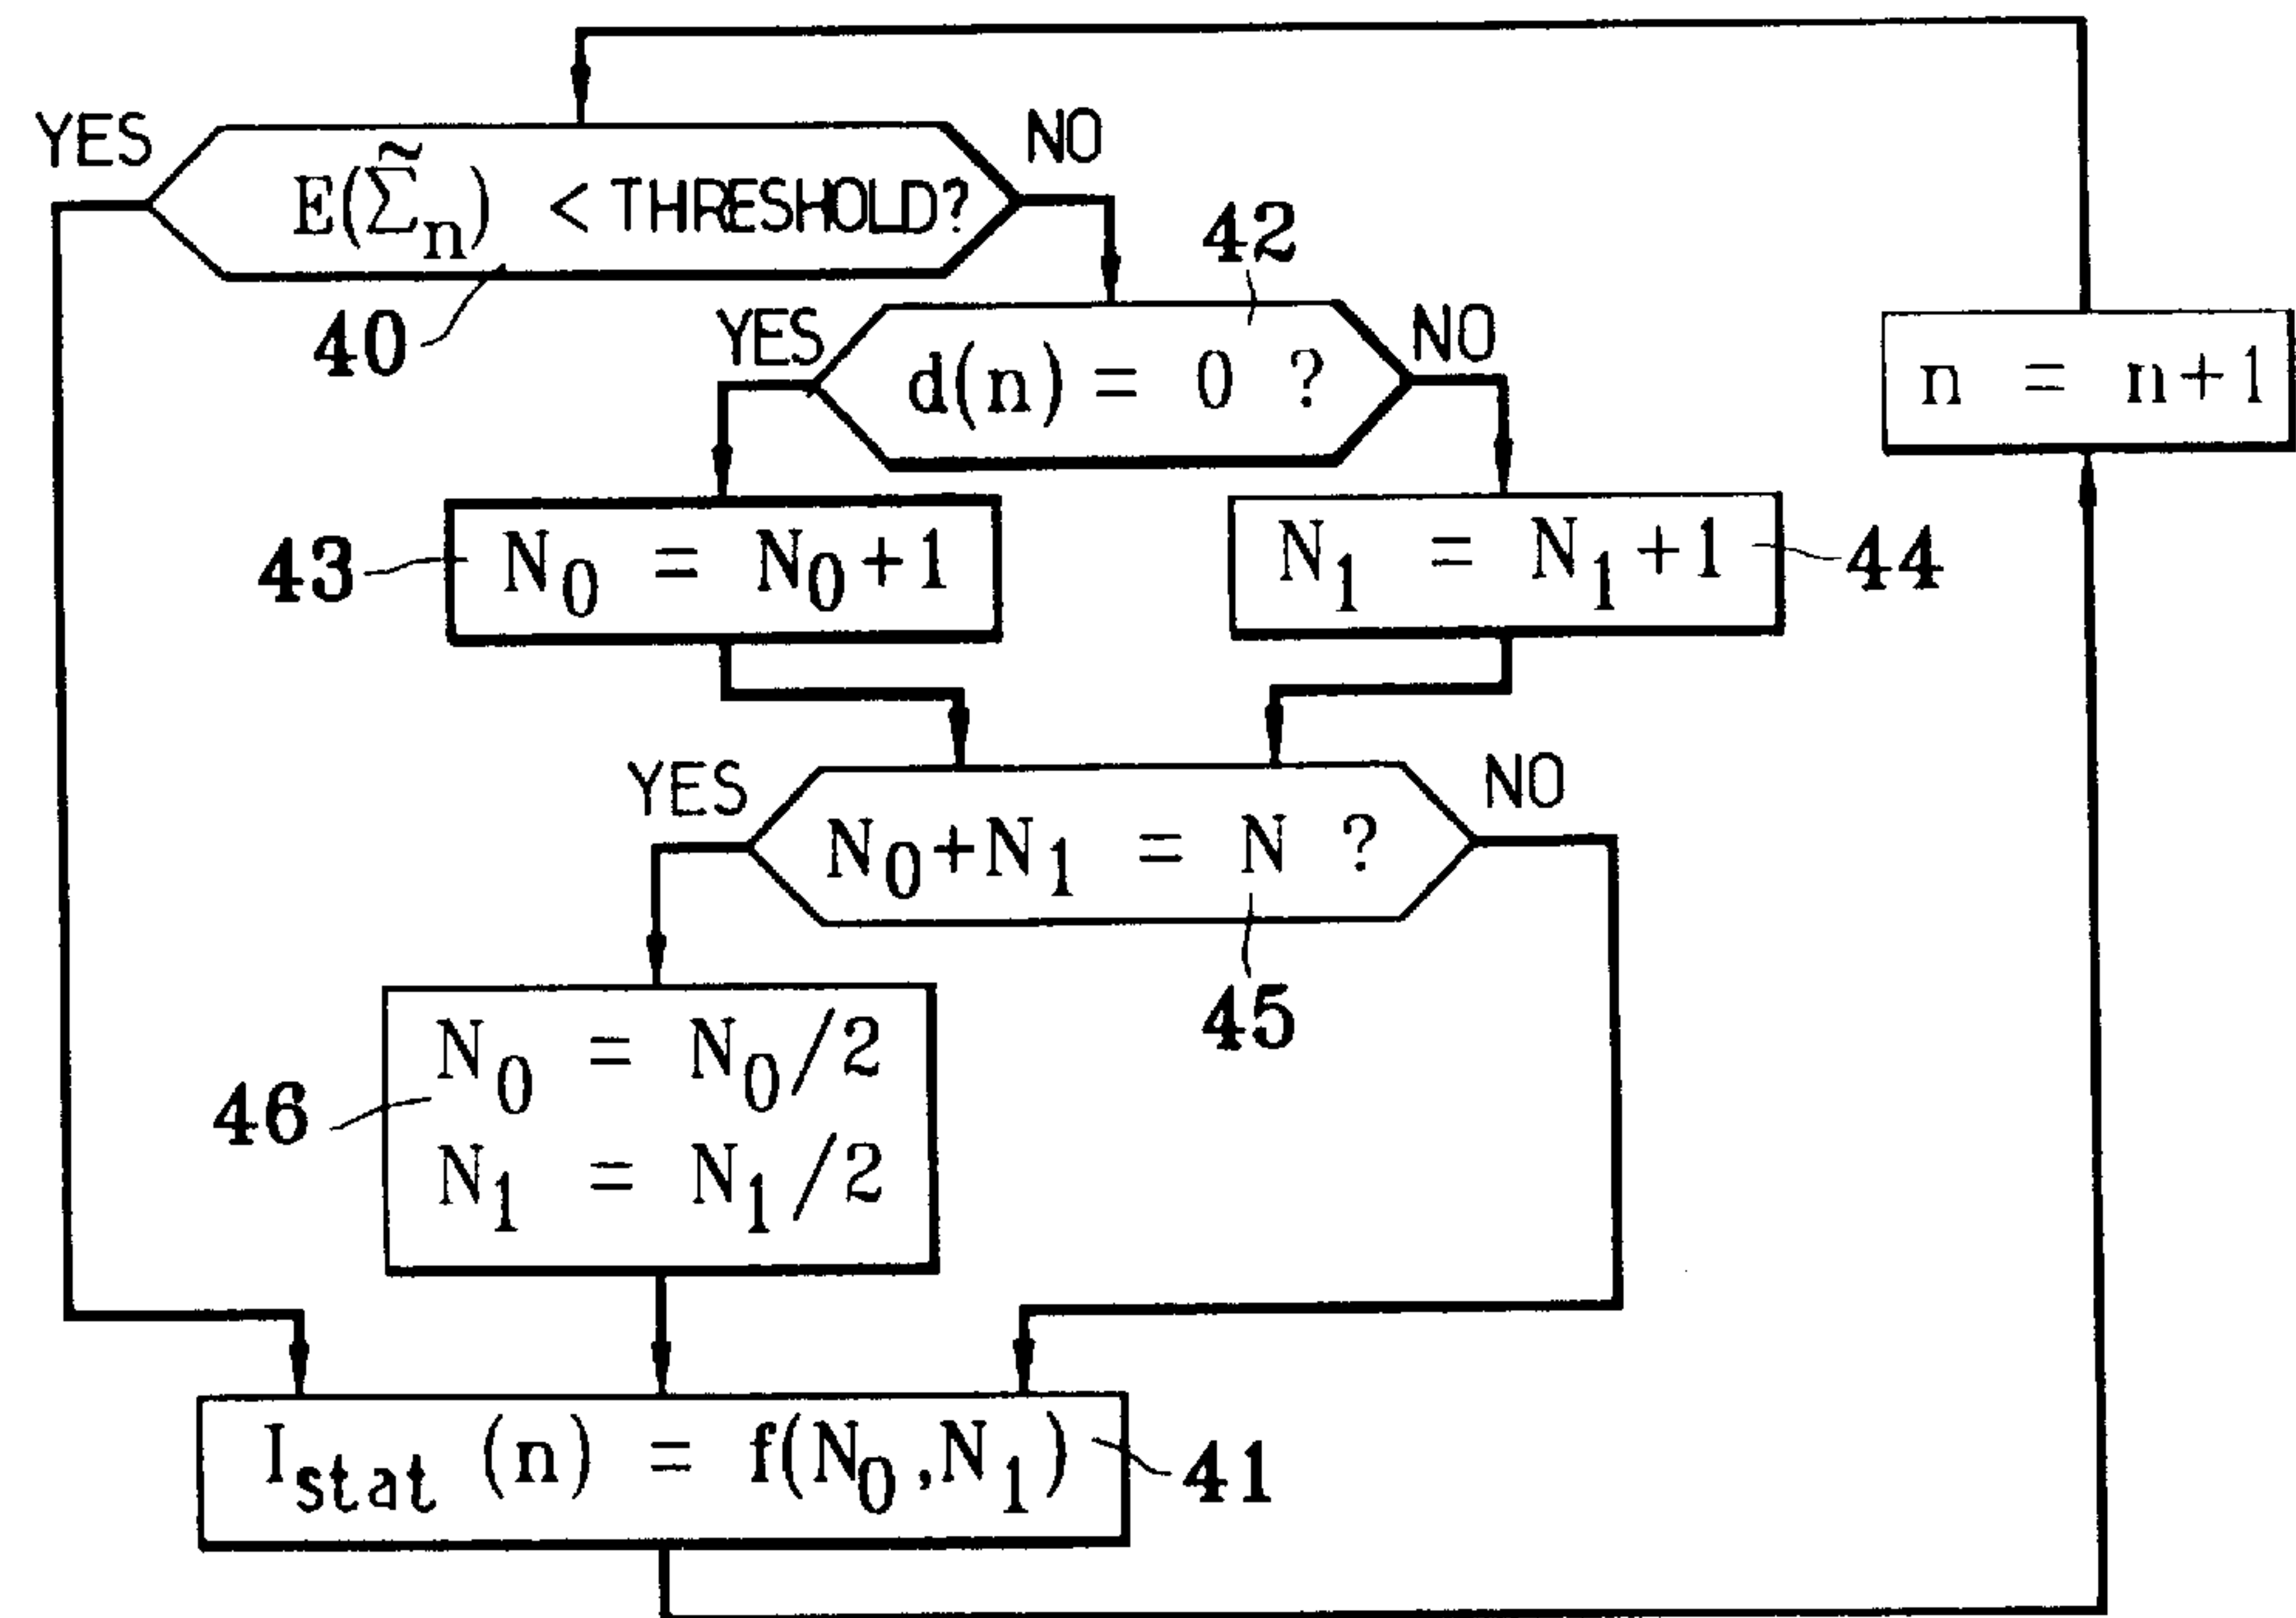 YES
NO
E(Σ̃n) < THRESHOLD?
40
42
YES
NO
d(n) = 0 ?
n = n+1
43
N0 = N0+1
N1 = N1+1
44
YES
NO
N0+N1 = N ?
45
46
N0 = N0/2
N1 = N1/2
Istat (n) = f(N0,N1)
41